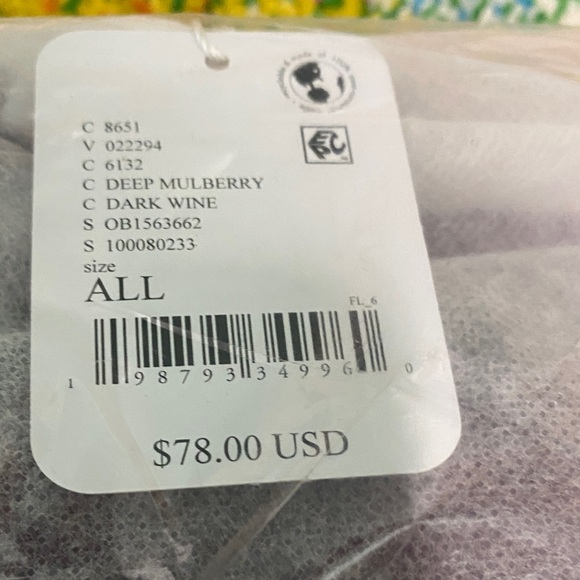 C 8651
V 022294
C 6132
C DEEP MULBERRY
C DARK WINE
S OB1563662
S 100080233
size
ALL
FL_6
1 98793 34996 0
$78.00 USD